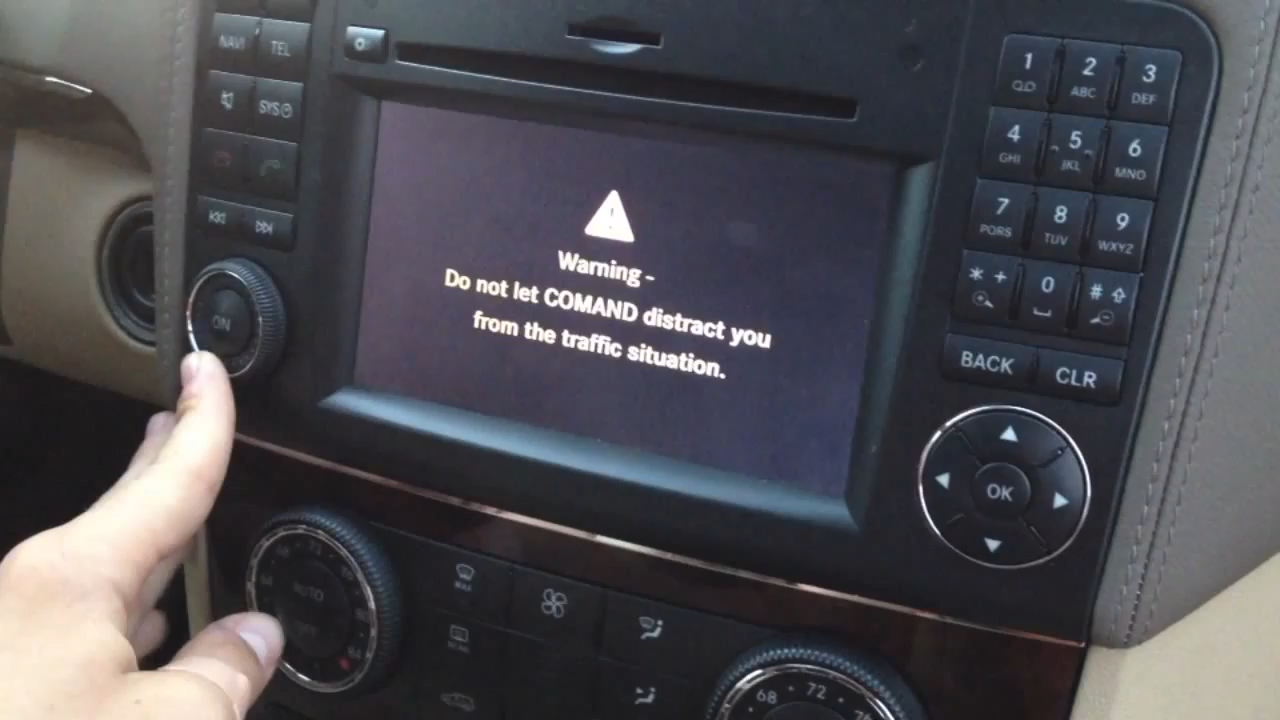 NAVI TEL
SYS
ON
Warning -
Do not let COMAND distract you
from the traffic situation.
1 2 3
ABC DEF
4 5 6
GHI JKL MNO
7 8 9
PQRS TUV WXYZ
* + 0 #
BACK CLR
OK
72
AUTO
MAX
68 72